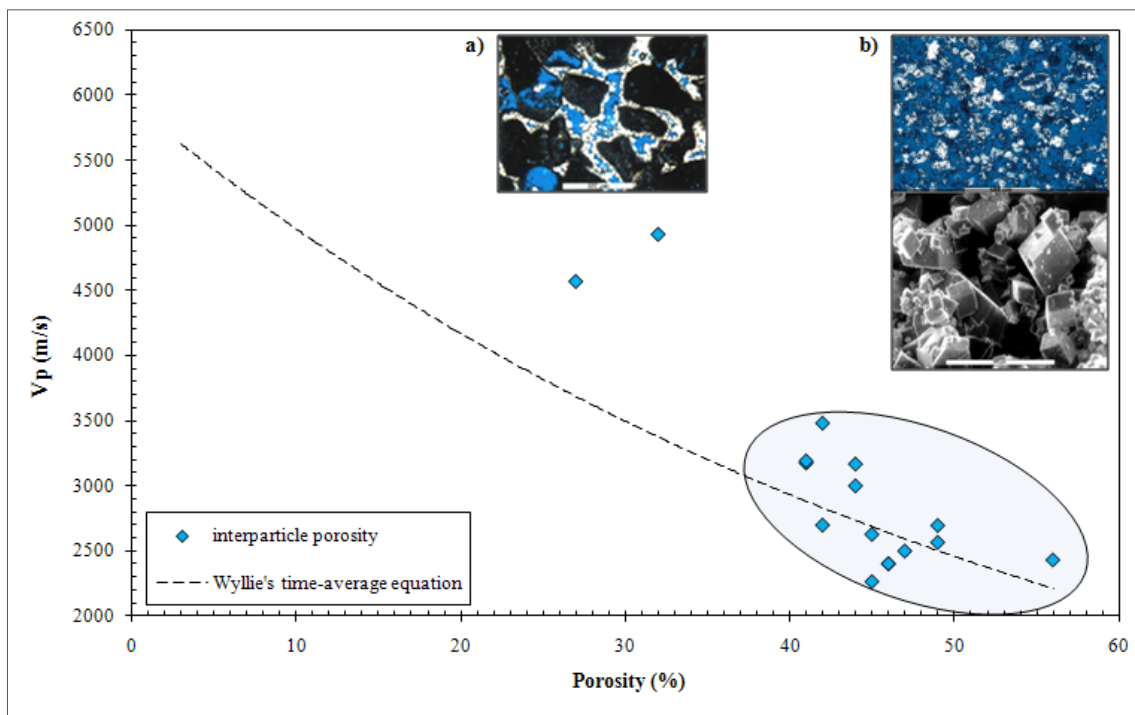 6500
6000
5500
5000
4500
4000
3500
3000
2500
2000
Vp (m/s)
a)
b)
interparticle porosity
Wyllie's time-average equation
0
10
20
30
40
50
60
Porosity (%)